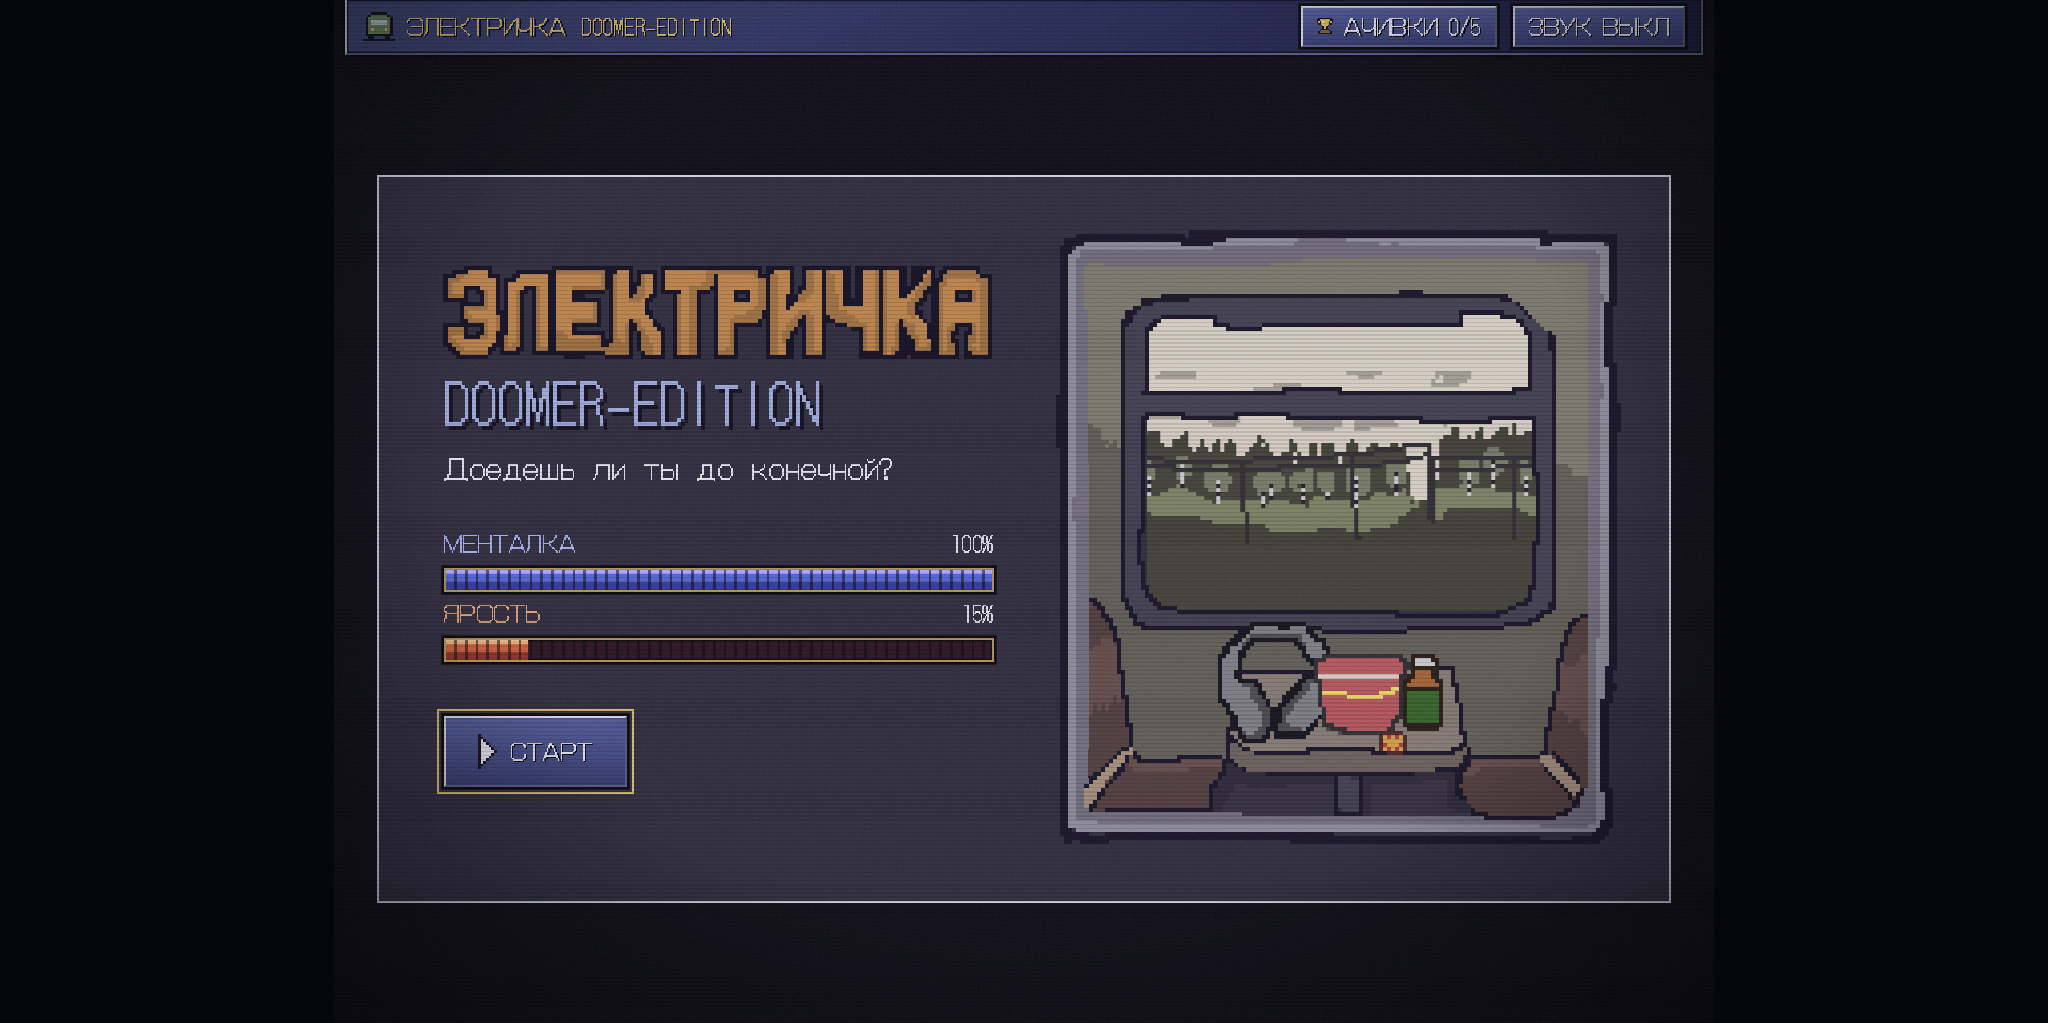 ЭЛЕКТРИЧКА DOOMER-EDITION
АЧИВКИ 0/5
ЗВУК ВЫКЛ
ЭЛЕКТРИЧКА
DOOMER-EDITION
Доедешь ли ты до конечной?
МЕНТАЛКА 100%
ЯРОСТЬ 15%
СТАРТ